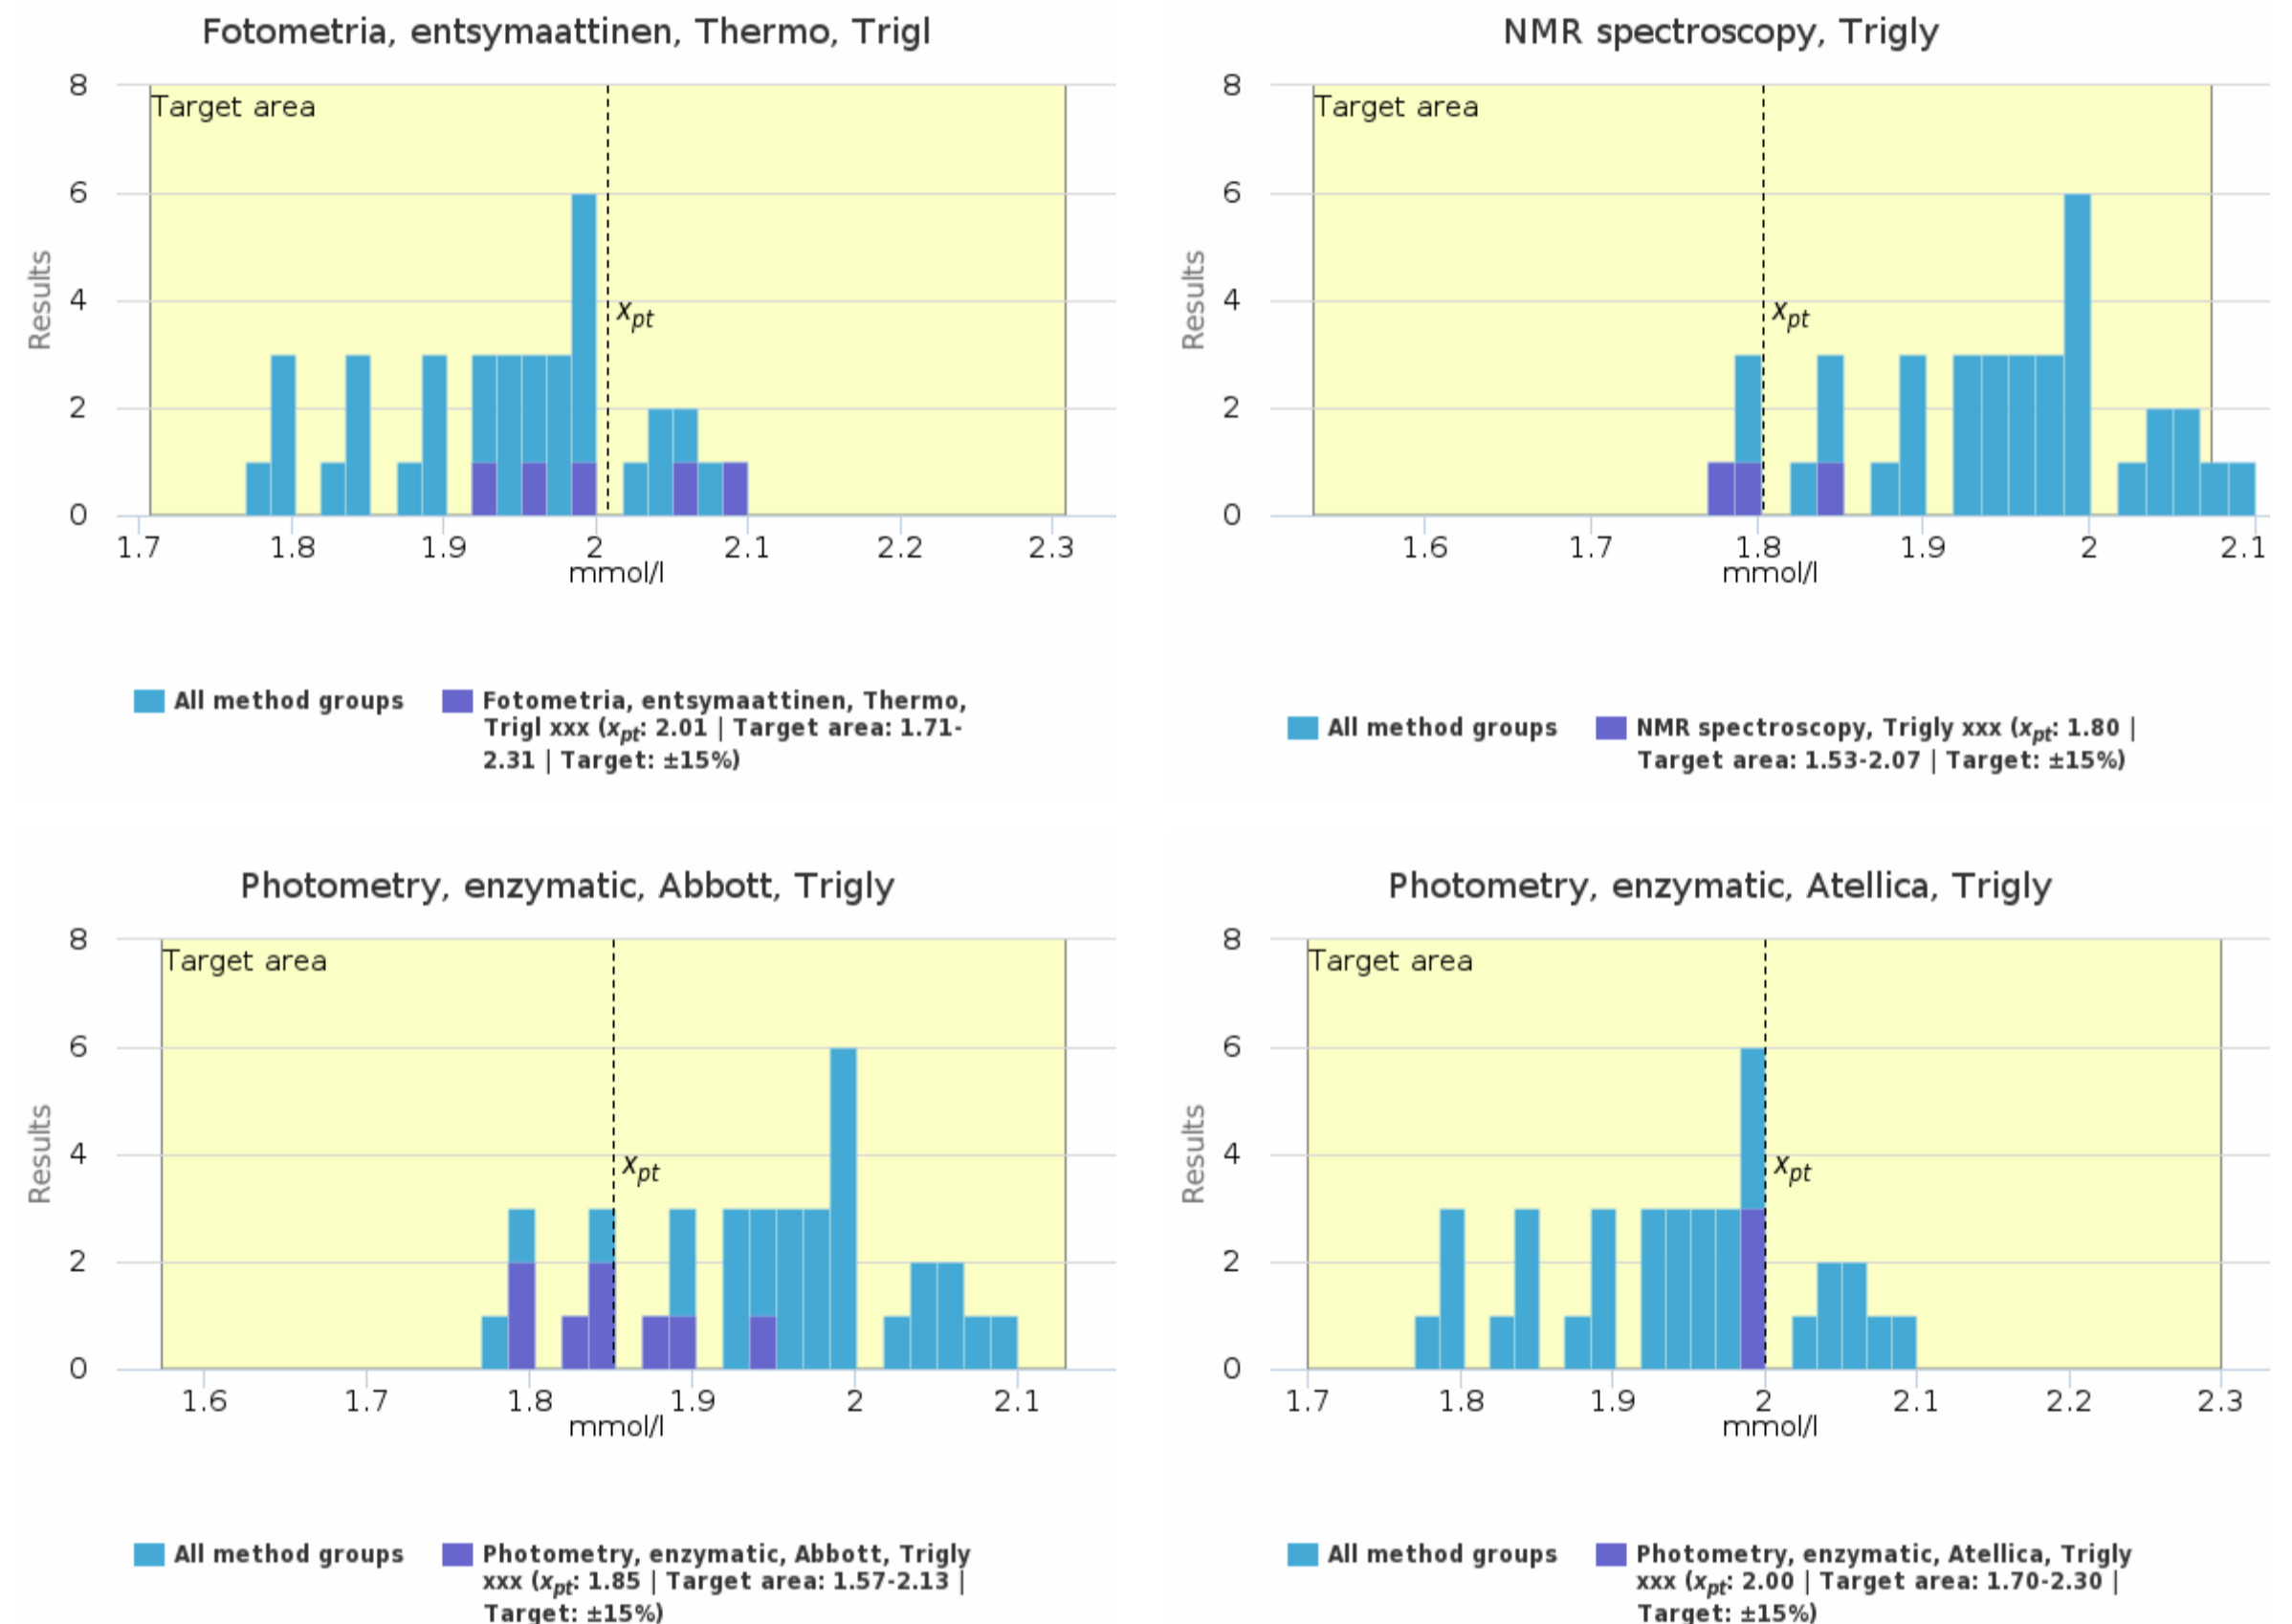 Fotometria, entsymaattinen, Thermo, Trigl
8
Target area
6
4
2
0
Results
xpt
1.7 1.8 1.9 2 2.1 2.2 2.3
mmol/l
All method groups
Fotometria, entsymaattinen, Thermo,
Trigl xxx (xpt: 2.01 | Target area: 1.71-
2.31 | Target: ±15%)
NMR spectroscopy, Trigly
8
Target area
6
4
2
0
Results
xpt
1.6 1.7 1.8 1.9 2 2.1
mmol/l
All method groups
NMR spectroscopy, Trigly xxx (xpt: 1.80 |
Target area: 1.53-2.07 | Target: ±15%)
Photometry, enzymatic, Abbott, Trigly
8
Target area
6
4
2
0
Results
xpt
1.6 1.7 1.8 1.9 2 2.1
mmol/l
All method groups
Photometry, enzymatic, Abbott, Trigly
xxx (xpt: 1.85 | Target area: 1.57-2.13 |
Target: ±15%)
Photometry, enzymatic, Atellica, Trigly
8
Target area
6
4
2
0
Results
xpt
1.7 1.8 1.9 2 2.1 2.2 2.3
mmol/l
All method groups
Photometry, enzymatic, Atellica, Trigly
xxx (xpt: 2.00 | Target area: 1.70-2.30 |
Target: ±15%)